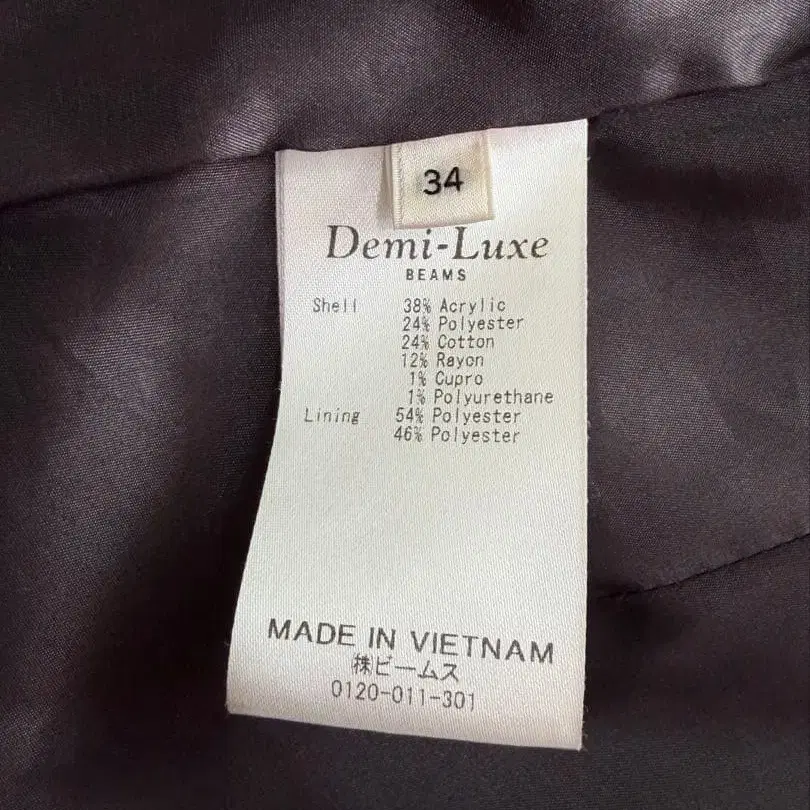 34
Demi-Luxe
BEAMS
Shell 38% Acrylic
24% Polyester
24% Cotton
12% Rayon
1% Cupro
1% Polyurethane
Lining 54% Polyester
46% Polyester
MADE IN VIETNAM
㈱ビームス
0120-011-301